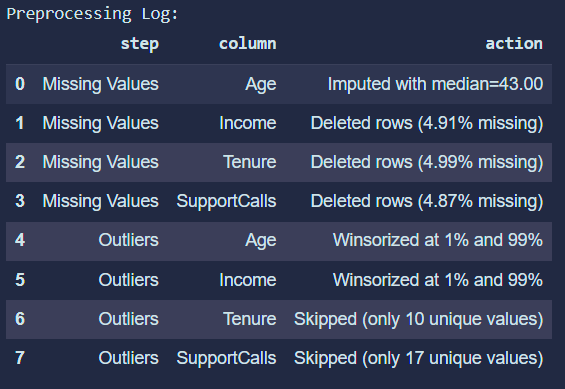 Preprocessing Log:
step column action
0 Missing Values Age Imputed with median=43.00
1 Missing Values Income Deleted rows (4.91% missing)
2 Missing Values Tenure Deleted rows (4.99% missing)
3 Missing Values SupportCalls Deleted rows (4.87% missing)
4 Outliers Age Winsorized at 1% and 99%
5 Outliers Income Winsorized at 1% and 99%
6 Outliers Tenure Skipped (only 10 unique values)
7 Outliers SupportCalls Skipped (only 17 unique values)